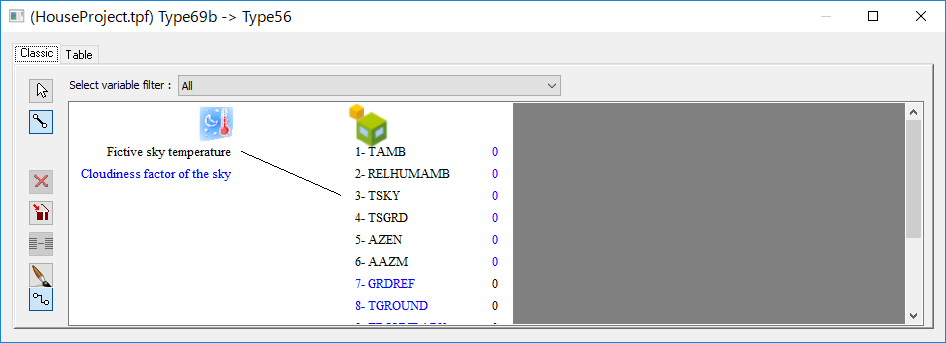 (HouseProject.tpf) Type69b -> Type56
Classic Table
Select variable filter : All
Fictive sky temperature 1- TAMB 0
Cloudiness factor of the sky 2- RELHUMAMB 0
3- TSKY 0
4- TSGRD 0
5- AZEN 0
6- AAZM 0
7- GRDREF 0
8- TGROUND 0